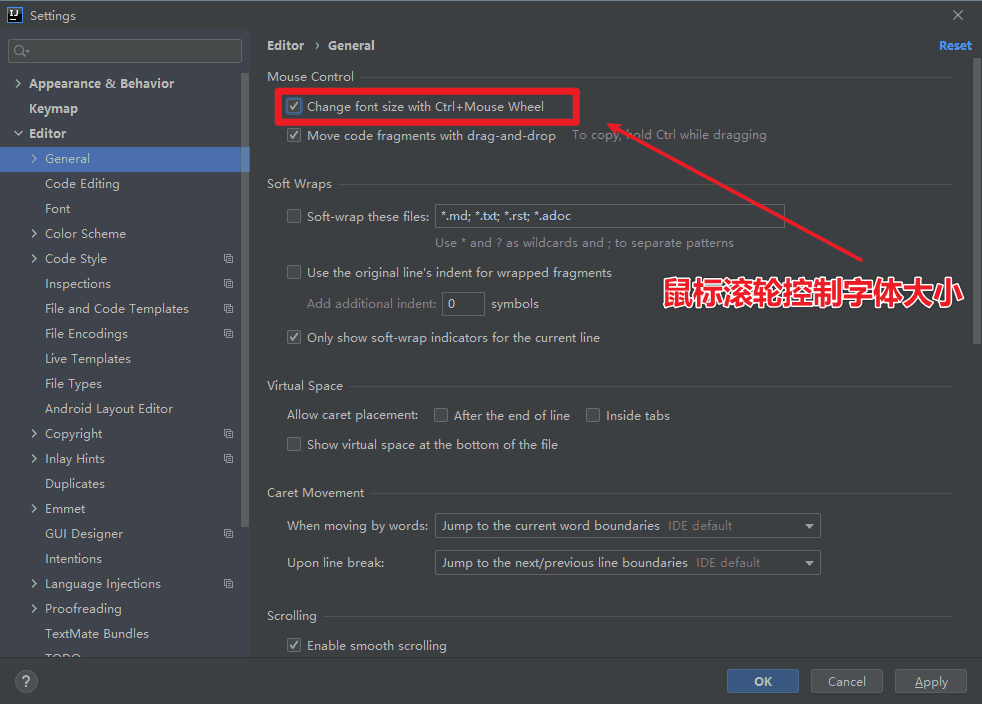 Settings
Editor › General
Reset
Appearance & Behavior
Keymap
Editor
General
Code Editing
Font
Color Scheme
Code Style
Inspections
File and Code Templates
File Encodings
Live Templates
File Types
Android Layout Editor
Copyright
Inlay Hints
Duplicates
Emmet
GUI Designer
Intentions
Language Injections
Proofreading
TextMate Bundles
TODO
Mouse Control
Change font size with Ctrl+Mouse Wheel
Move code fragments with drag-and-drop To copy, hold Ctrl while dragging
鼠标滚轮控制字体大小
Soft Wraps
Soft-wrap these files: *.md; *.txt; *.rst; *.adoc
Use * and ? as wildcards and ; to separate patterns
Use the original line's indent for wrapped fragments
Add additional indent: 0 symbols
Only show soft-wrap indicators for the current line
Virtual Space
Allow caret placement: After the end of line Inside tabs
Show virtual space at the bottom of the file
Caret Movement
When moving by words: Jump to the current word boundaries IDE default
Upon line break: Jump to the next/previous line boundaries IDE default
Scrolling
Enable smooth scrolling
?
OK Cancel Apply